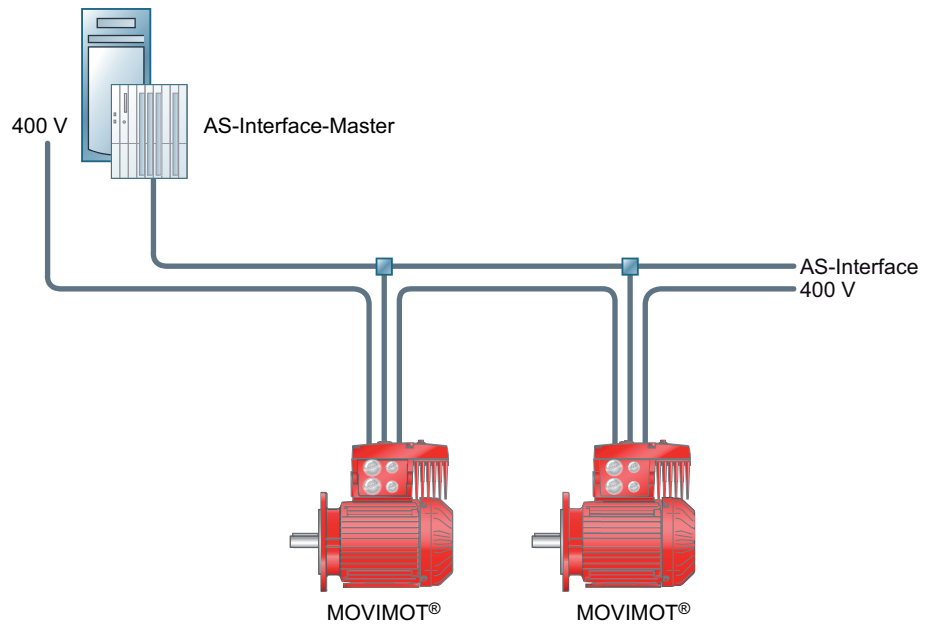 400 V
AS-Interface-Master
AS-Interface
400 V
MOVIMOT®
MOVIMOT®